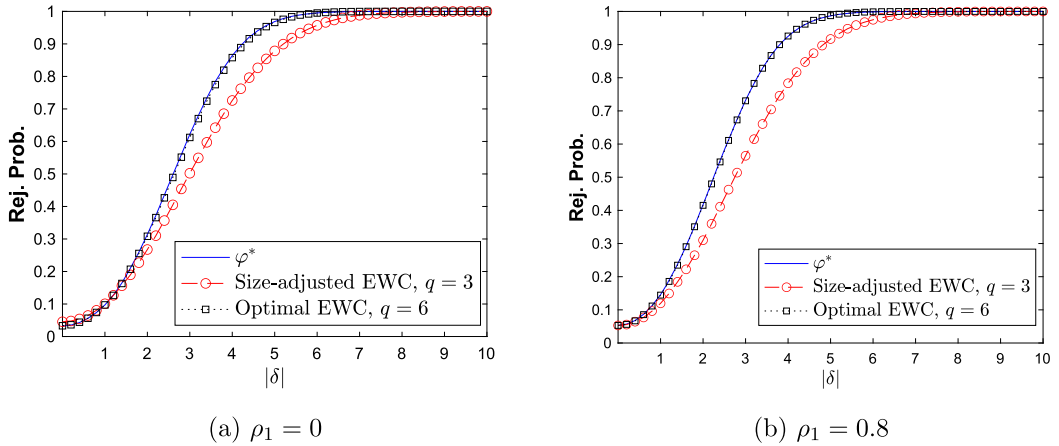 Rej. Prob.
1
0.9
0.8
0.7
0.6
0.5
0.4
0.3
0.2
0.1
0
φ*
Size-adjusted EWC, q = 3
Optimal EWC, q = 6
1 2 3 4 5 6 7 8 9 10
|δ|
(a) ρ₁ = 0
Rej. Prob.
1
0.9
0.8
0.7
0.6
0.5
0.4
0.3
0.2
0.1
0
φ*
Size-adjusted EWC, q = 3
Optimal EWC, q = 6
1 2 3 4 5 6 7 8 9 10
|δ|
(b) ρ₁ = 0.8